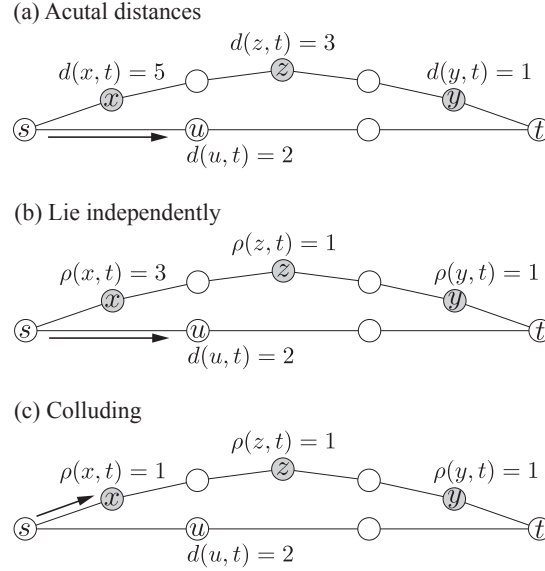 (a) Acutal distances
d(z, t) = 3
d(x, t) = 5
d(y, t) = 1
x
z
y
s
u
t
d(u, t) = 2
(b) Lie independently
ρ(z, t) = 1
ρ(x, t) = 3
ρ(y, t) = 1
x
z
y
s
u
t
d(u, t) = 2
(c) Colluding
ρ(z, t) = 1
ρ(x, t) = 1
ρ(y, t) = 1
x
z
y
s
u
t
d(u, t) = 2